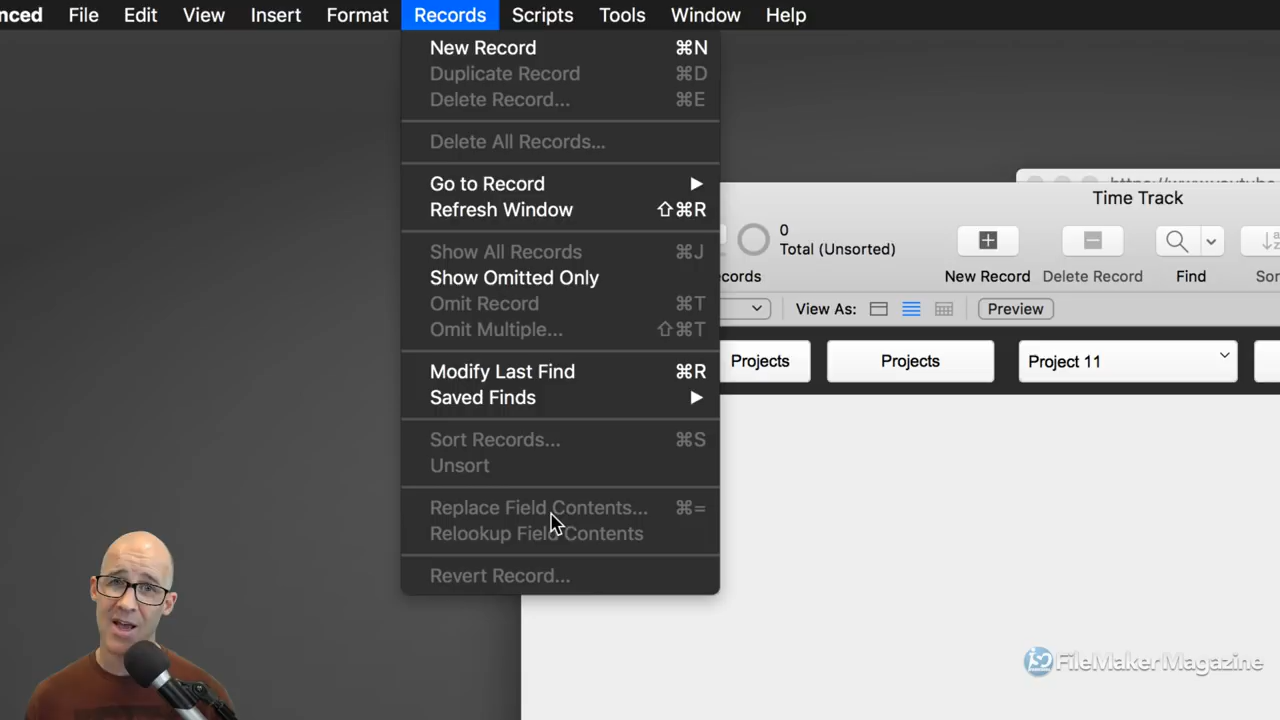 nced File Edit View Insert Format Records Scripts Tools Window Help
New Record ⌘N
Duplicate Record ⌘D
Delete Record... ⌘E
Delete All Records...
Go to Record ▶
Refresh Window ⇧⌘R
Show All Records ⌘J
Show Omitted Only
Omit Record ⌘T
Omit Multiple... ⇧⌘T
Modify Last Find ⌘R
Saved Finds ▶
Sort Records... ⌘S
Unsort
Replace Field Contents... ⌘=
Relookup Field Contents
Revert Record...
Time Track
0
Total (Unsorted)
cords New Record Delete Record Find Sor
View As: Preview
Projects Projects Project 11
FileMakerMagazine